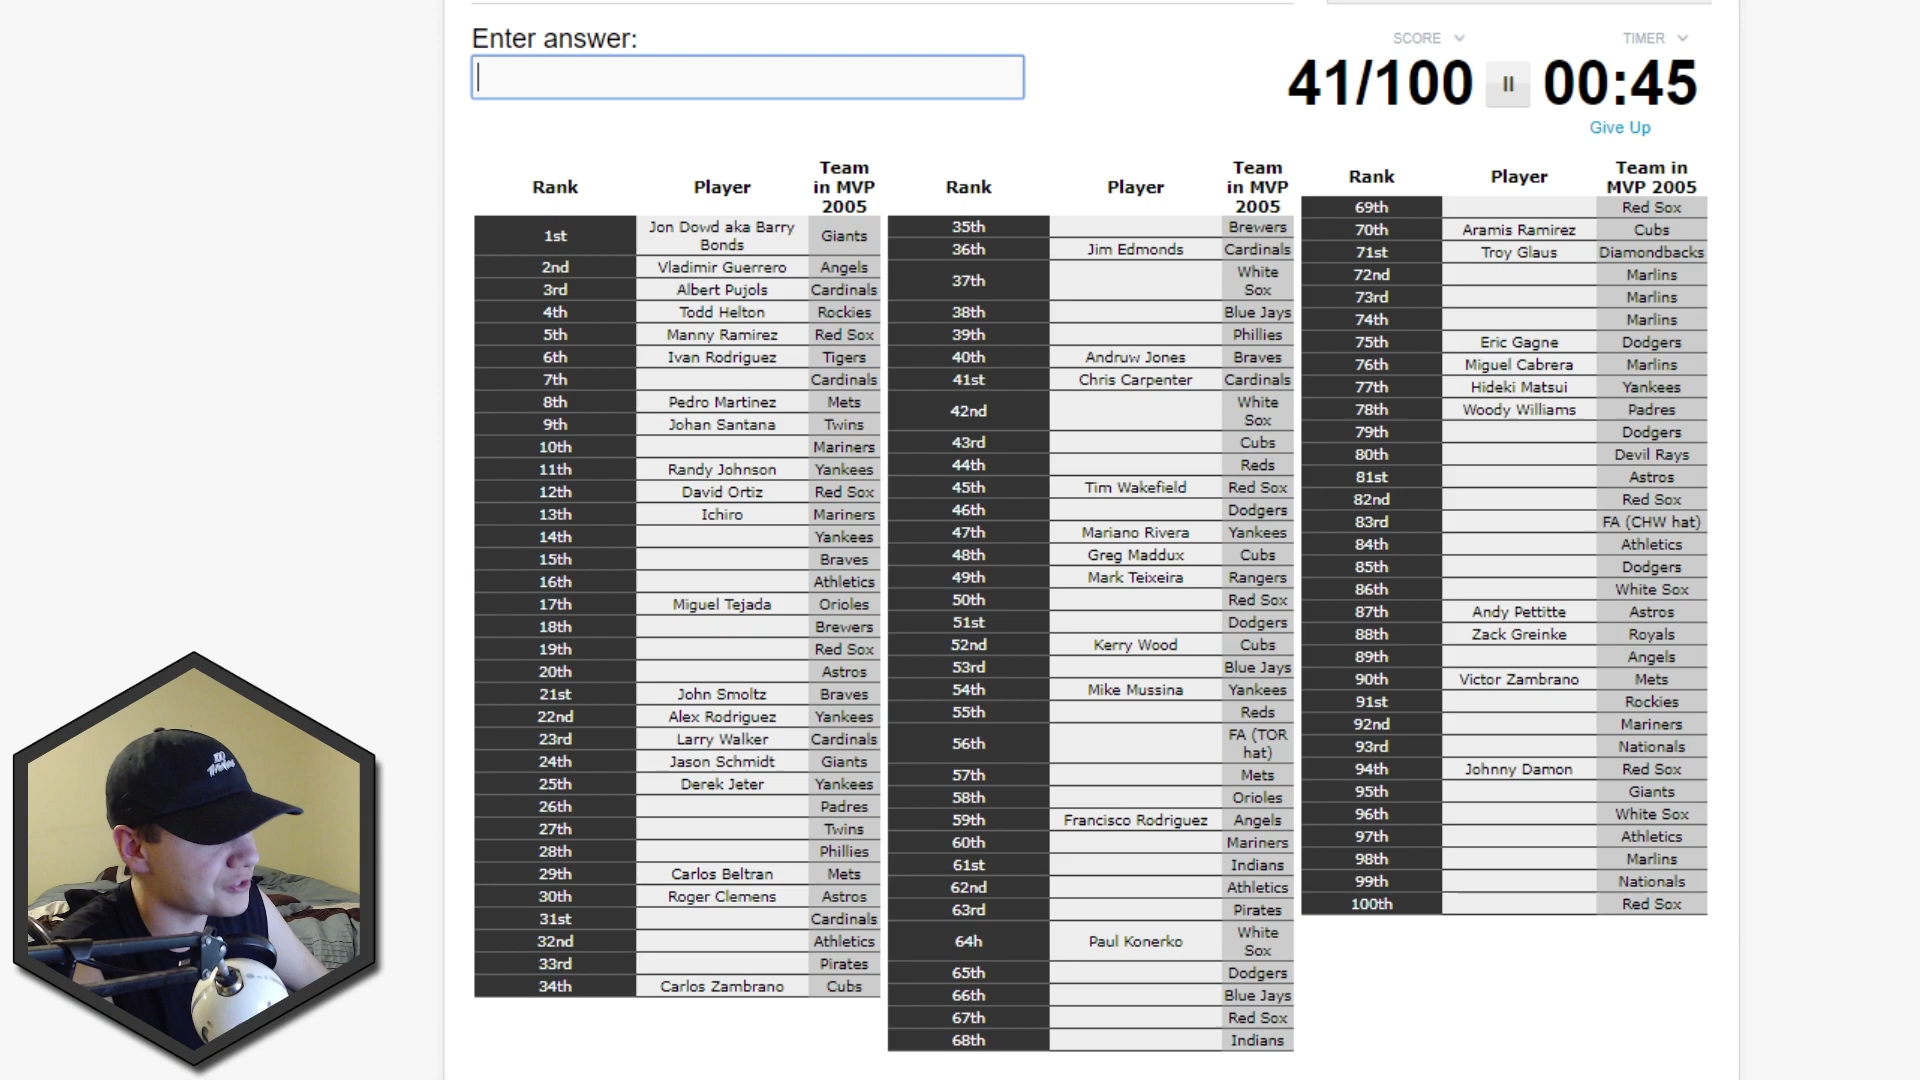 Enter answer:
SCORE
TIMER
41/100
00:45
Give Up
Rank Player Team in MVP 2005
1st Jon Dowd aka Barry Bonds Giants
2nd Vladimir Guerrero Angels
3rd Albert Pujols Cardinals
4th Todd Helton Rockies
5th Manny Ramirez Red Sox
6th Ivan Rodriguez Tigers
7th Cardinals
8th Pedro Martinez Mets
9th Johan Santana Twins
10th Mariners
11th Randy Johnson Yankees
12th David Ortiz Red Sox
13th Ichiro Mariners
14th Yankees
15th Braves
16th Athletics
17th Miguel Tejada Orioles
18th Brewers
19th Red Sox
20th Astros
21st John Smoltz Braves
22nd Alex Rodriguez Yankees
23rd Larry Walker Cardinals
24th Jason Schmidt Giants
25th Derek Jeter Yankees
26th Padres
27th Twins
28th Phillies
29th Carlos Beltran Mets
30th Roger Clemens Astros
31st Cardinals
32nd Athletics
33rd Pirates
34th Carlos Zambrano Cubs
Rank Player Team in MVP 2005
35th Brewers
36th Jim Edmonds Cardinals
37th White Sox
38th Blue Jays
39th Phillies
40th Andruw Jones Braves
41st Chris Carpenter Cardinals
42nd White Sox
43rd Cubs
44th Reds
45th Tim Wakefield Red Sox
46th Dodgers
47th Mariano Rivera Yankees
48th Greg Maddux Cubs
49th Mark Teixeira Rangers
50th Red Sox
51st Dodgers
52nd Kerry Wood Cubs
53rd Blue Jays
54th Mike Mussina Yankees
55th Reds
56th FA (TOR hat)
57th Mets
58th Orioles
59th Francisco Rodriguez Angels
60th Mariners
61st Indians
62nd Athletics
63rd Pirates
64h Paul Konerko White Sox
65th Dodgers
66th Blue Jays
67th Red Sox
68th Indians
Rank Player Team in MVP 2005
69th Red Sox
70th Aramis Ramirez Cubs
71st Troy Glaus Diamondbacks
72nd Marlins
73rd Marlins
74th Marlins
75th Eric Gagne Dodgers
76th Miguel Cabrera Marlins
77th Hideki Matsui Yankees
78th Woody Williams Padres
79th Dodgers
80th Devil Rays
81st Astros
82nd Red Sox
83rd FA (CHW hat)
84th Athletics
85th Dodgers
86th White Sox
87th Andy Pettitte Astros
88th Zack Greinke Royals
89th Angels
90th Victor Zambrano Mets
91st Rockies
92nd Mariners
93rd Nationals
94th Johnny Damon Red Sox
95th Giants
96th White Sox
97th Athletics
98th Marlins
99th Nationals
100th Red Sox